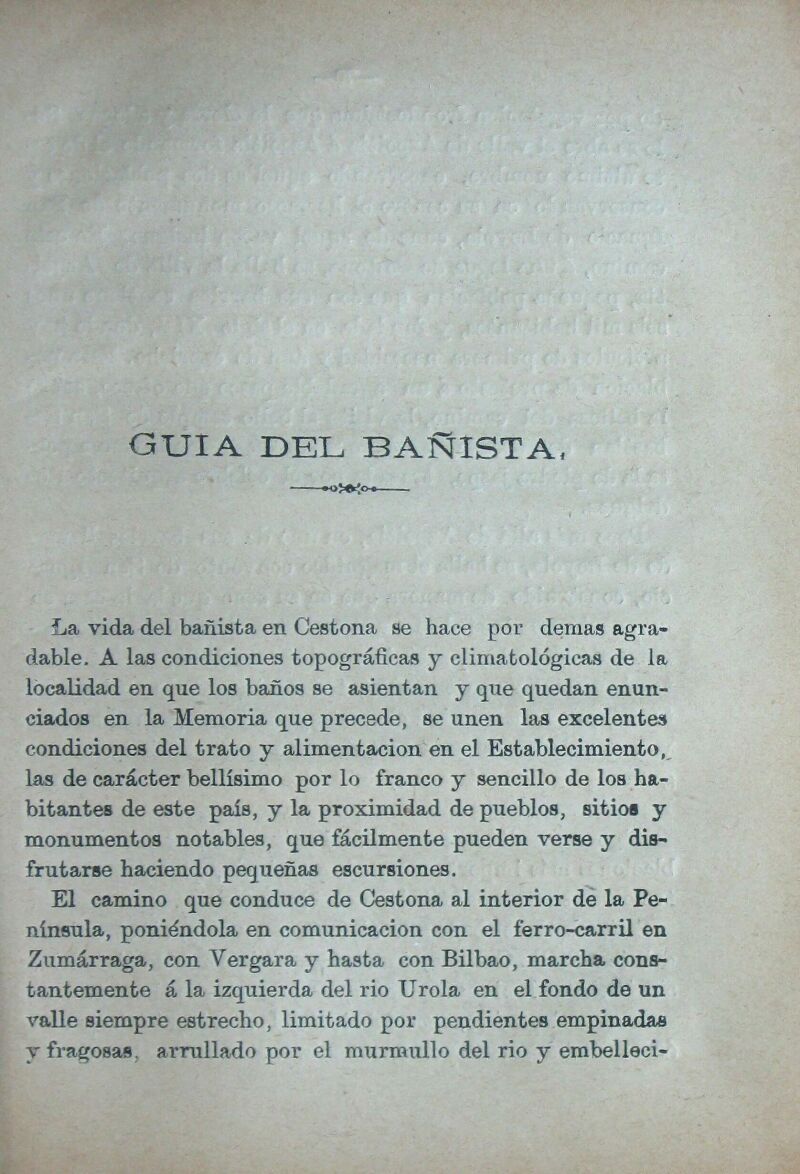 GUIA DEL BAÑISTA.
La vida del bañista en Cestona se hace por demas agra-
dable. A las condiciones topográficas y climatológicas de la
localidad en que los baños se asientan y que quedan enun-
ciados en la Memoria que precede, se unen las excelentes
condiciones del trato y alimentacion en el Establecimiento,
las de carácter bellísimo por lo franco y sencillo de los ha-
bitantes de este país, y la proximidad de pueblos, sitios y
monumentos notables, que fácilmente pueden verse y dis-
frutarse haciendo pequeñas escursiones.
El camino que conduce de Cestona al interior de la Pe-
nínsula, poniéndola en comunicacion con el ferro-carril en
Zumárraga, con Vergara y hasta con Bilbao, marcha cons-
tantemente á la izquierda del rio Urola en el fondo de un
valle siempre estrecho, limitado por pendientes empinadas
y fragosas, arrullado por el murmullo del rio y embelleci-